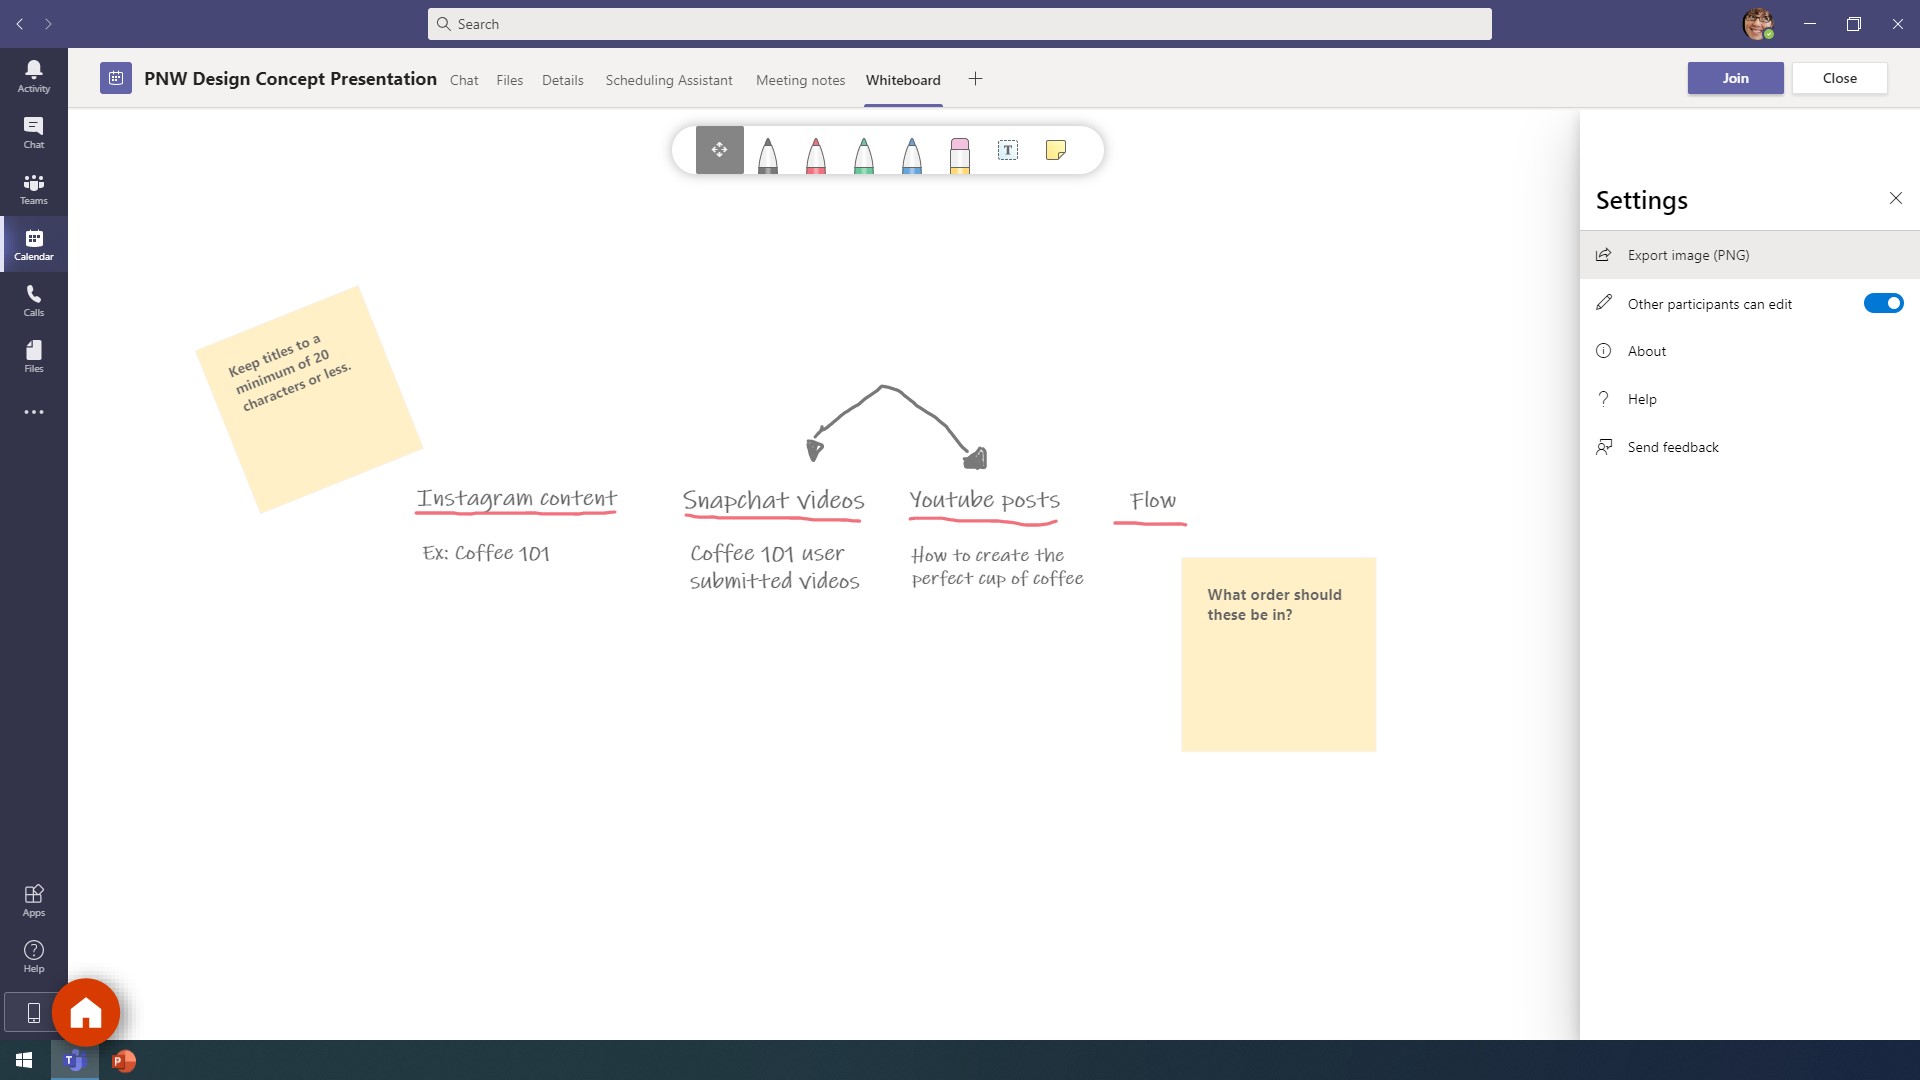 Search
Activity
Chat
Teams
Calendar
Calls
Files
Apps
Help
PNW Design Concept Presentation Chat Files Details Scheduling Assistant Meeting notes Whiteboard
Join Close
T
Keep titles to a
minimum of 20
characters or less.
Instagram content
Ex: Coffee 101
Snapchat videos
Coffee 101 user
submitted videos
Youtube posts
How to create the
perfect cup of coffee
Flow
What order should
these be in?
Settings
Export image (PNG)
Other participants can edit
About
Help
Send feedback
T
P